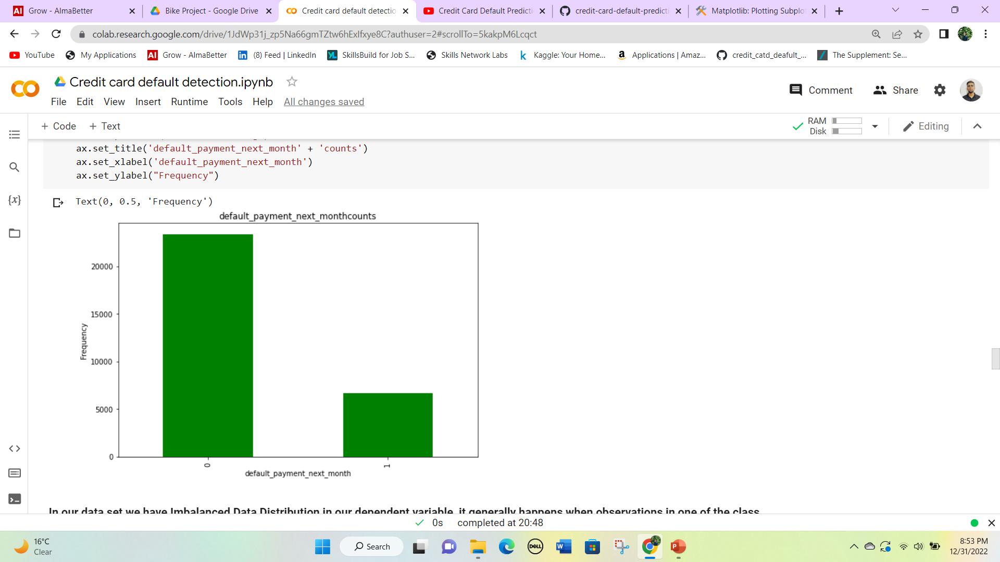 Grow - AlmaBetter
Bike Project - Google Drive
Credit card default detectio
Credit Card Default Predicti
credit-card-default-predicti
Matplotlib: Plotting Subplo
colab.research.google.com/drive/1JdWp31j_zp5Na66gmTZtw6hExIfxye8C?authuser=2#scrollTo=5kakpM6Lcqct
YouTube
My Applications
AI Grow - AlmaBetter
in (8) Feed | LinkedIn
SkillsBuild for Job S...
Skills Network Labs
Kaggle: Your Home...
Applications | Amaz...
credit_catd_deafult_...
The Supplement: Se...
Credit card default detection.ipynb
Comment
Share
File Edit View Insert Runtime Tools Help All changes saved
+ Code + Text
RAM
Disk
Editing
ax.set_title('default_payment_next_month' + 'counts')
ax.set_xlabel('default_payment_next_month')
ax.set_ylabel("Frequency")
{x}
Text(0, 0.5, 'Frequency')
default_payment_next_monthcounts
20000
15000
10000
5000
0
Frequency
0
1
default_payment_next_month
In our data set we have Imbalanced Data Distribution in our dependent variable, it generally happens when observations in one of the class
0s completed at 20:48
16°C
Clear
Search
DELL
8:53 PM
12/31/2022